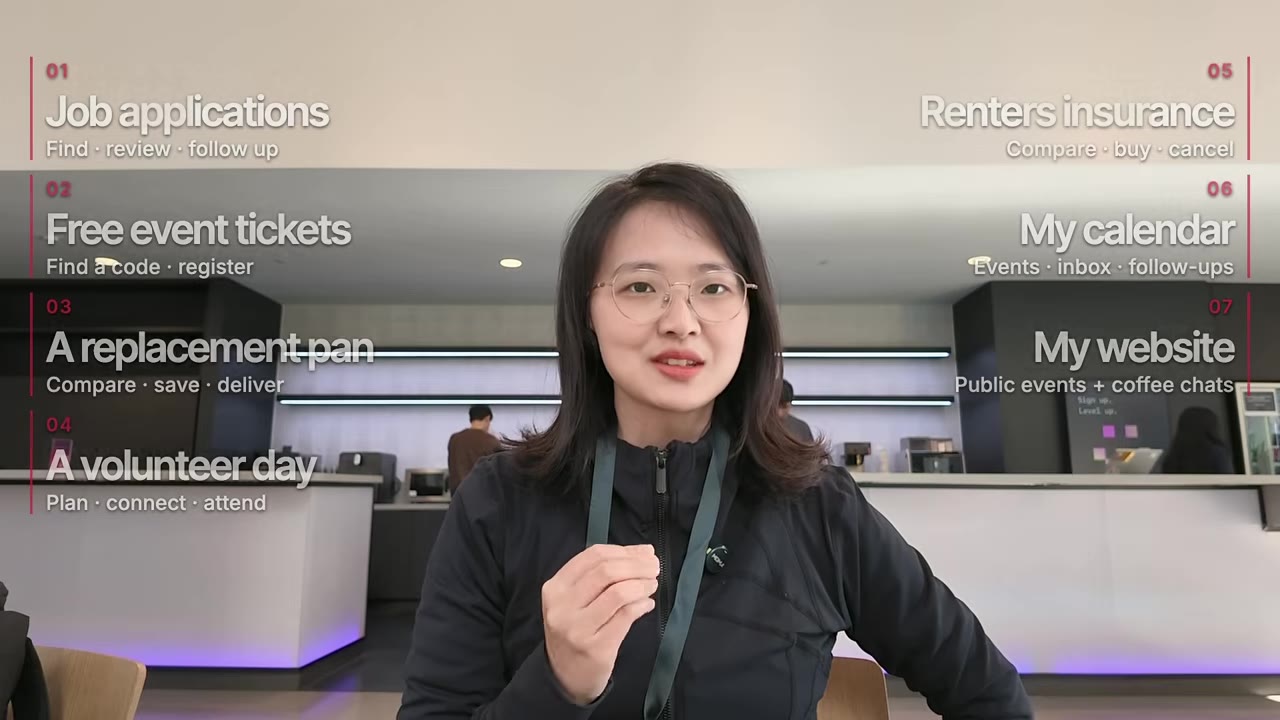 01
Job applications
Find · review · follow up
02
Free event tickets
Find a code · register
03
A replacement pan
Compare · save · deliver
04
A volunteer day
Plan · connect · attend
05
Renters insurance
Compare · buy · cancel
06
My calendar
Events · inbox · follow-ups
07
My website
Public events + coffee chats
Sign up.
Level up.